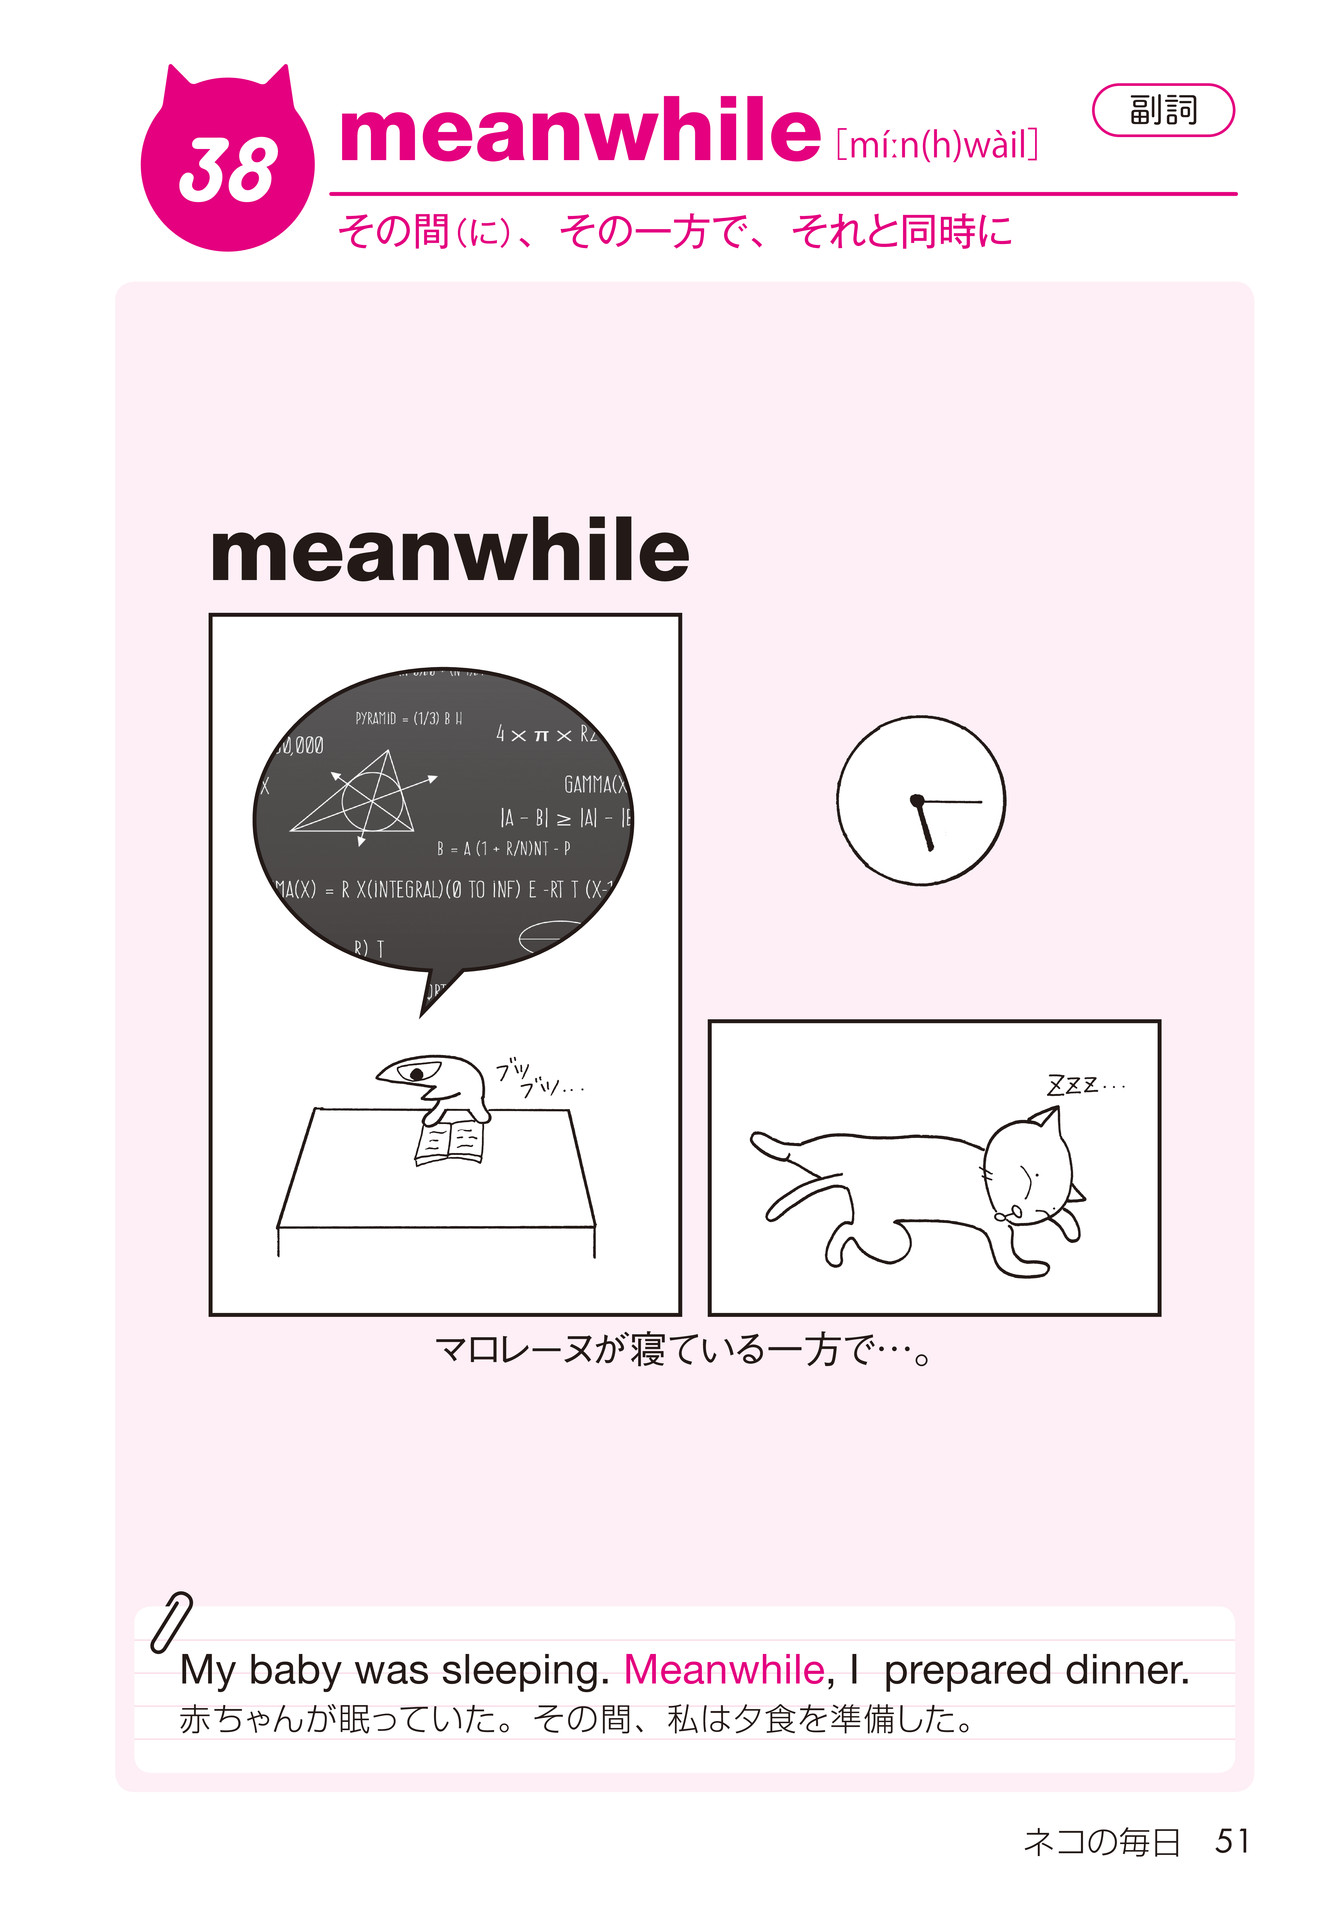 38
meanwhile [míːn(h)wàil]
副詞
その間(に)、その一方で、それと同時に
meanwhile
PYRAMID = (1/3) B H
4 × π × R
0,000
X
GAMMA(X
|A - B| ≥ |A| - |B
B = A (1 + R/N)NT - P
MA(X) = R X(INTEGRAL)(0 TO INF) E -RT T (X-1
R) T
ブツ
ブツ...
ZZZ...
マロレーヌが寝ている一方で…。
My baby was sleeping. Meanwhile, I prepared dinner.
赤ちゃんが眠っていた。その間、私は夕食を準備した。
ネコの毎日 51